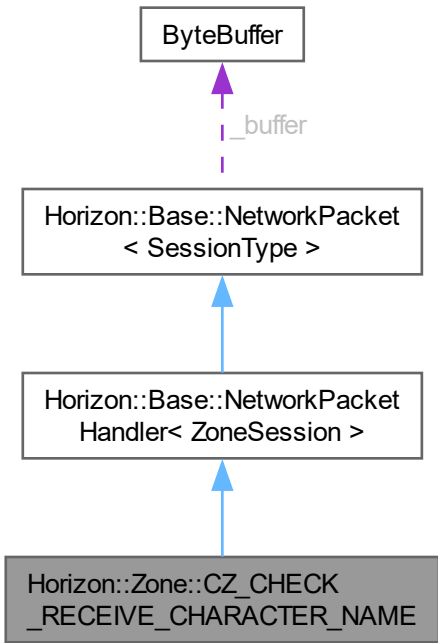 ByteBuffer
_buffer
Horizon::Base::NetworkPacket
< SessionType >
Horizon::Base::NetworkPacket
Handler< ZoneSession >
Horizon::Zone::CZ_CHECK
_RECEIVE_CHARACTER_NAME